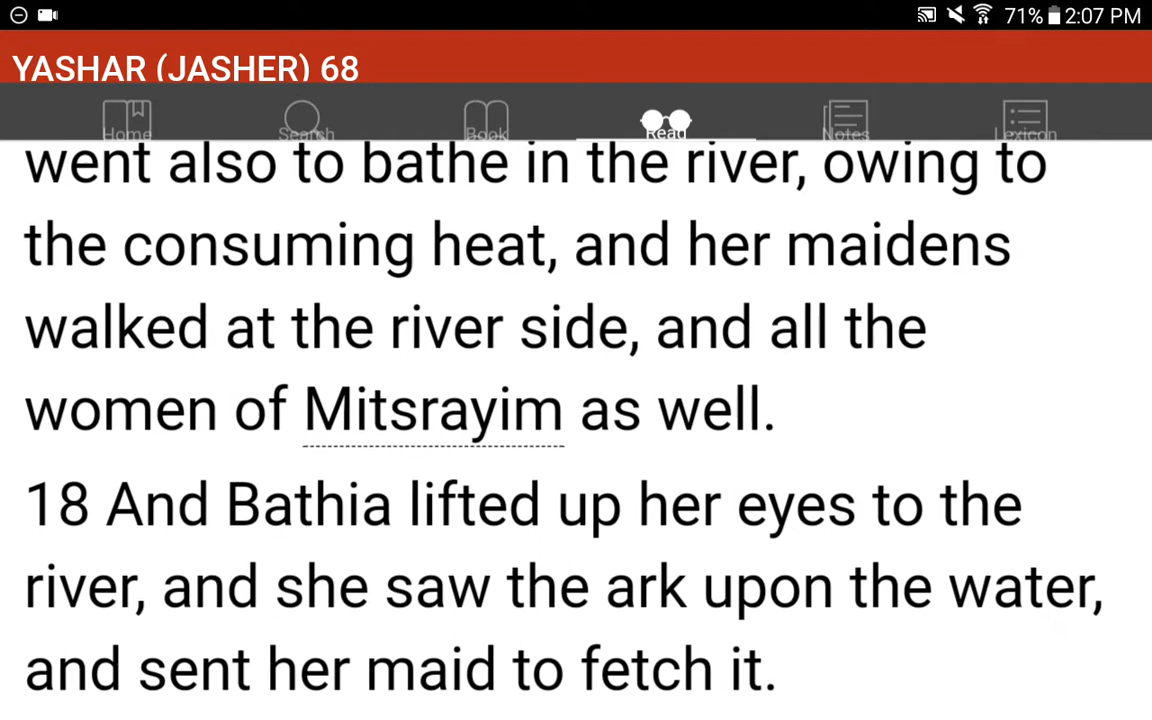 71% 2:07 PM
YASHAR (JASHER) 68
Home Search Book Read Notes Lexicon
went also to bathe in the river, owing to
the consuming heat, and her maidens
walked at the river side, and all the
women of Mitsrayim as well.
18 And Bathia lifted up her eyes to the
river, and she saw the ark upon the water,
and sent her maid to fetch it.